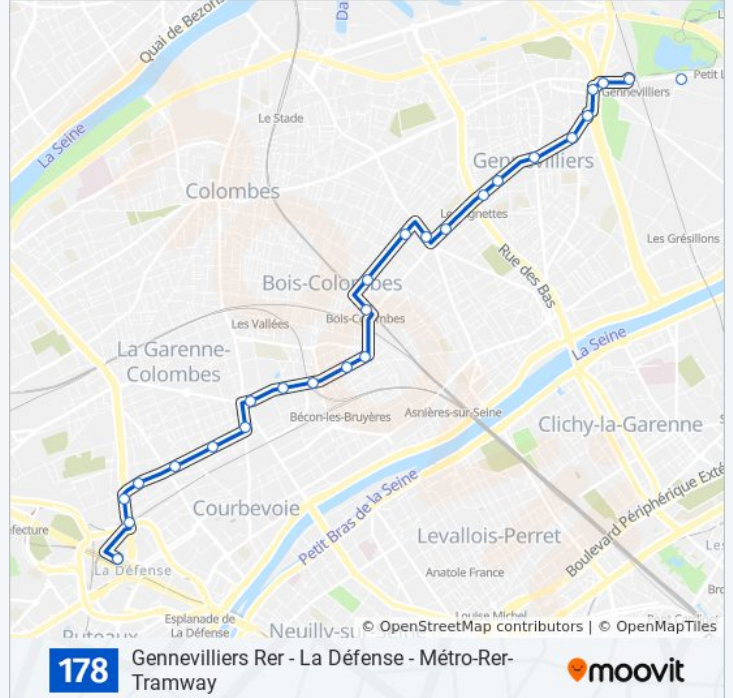 Quai de Bezons
La Seine
Le Stade
Colombes
Petit L
Gennevilliers
Gennevilliers
Les Agnettes
Les Grésillons
Rue des Bas
Bois-Colombes
Bois-Colombes
Les Vallées
La Garenne-
Colombes
La Seine
Bécon-les-Bruyères
Asnières-sur-Seine
Clichy-la-Garenne
Courbevoie
Petit Bras de la Seine
Levallois-Perret
Boulevard Périphérique Exté
Anatole France
La Défense
Esplanade de
La Défense
Louise Michel
Puteaux
Neuilly-su
© OpenStreetMap contributors | © OpenMapTiles
178
Gennevilliers Rer - La Défense - Métro-Rer-
Tramway
moovit